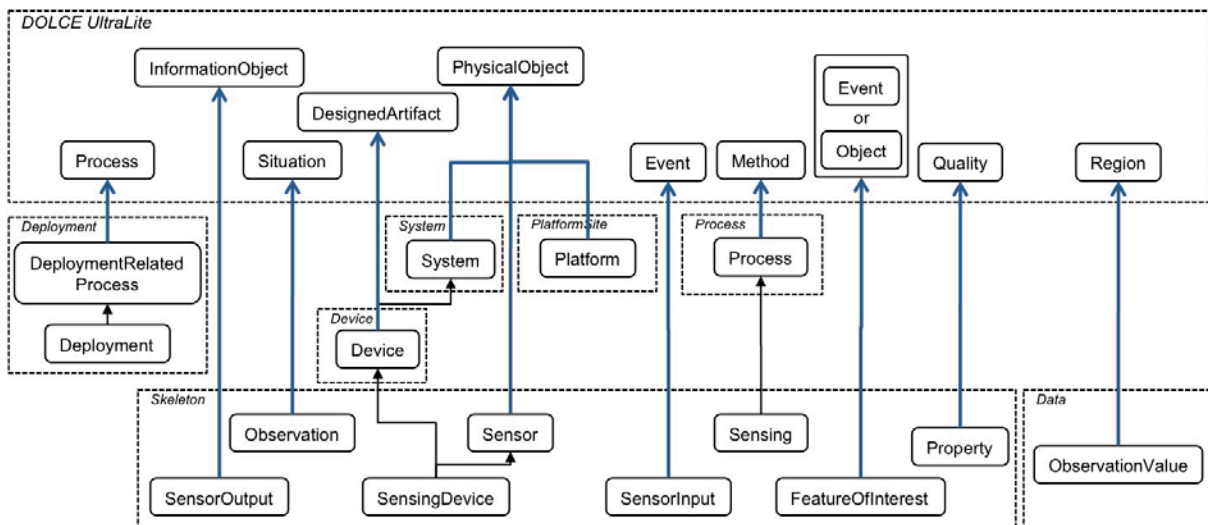 DOLCE UltraLite
InformationObject
PhysicalObject
DesignedArtifact
Event
or
Object
Process
Situation
Event
Method
Quality
Region
Deployment
DeploymentRelated
Process
Deployment
System
System
PlatformSite
Platform
Process
Process
Device
Device
Skeleton
Observation
Sensor
Sensing
Property
SensorOutput
SensingDevice
SensorInput
FeatureOfInterest
Data
ObservationValue